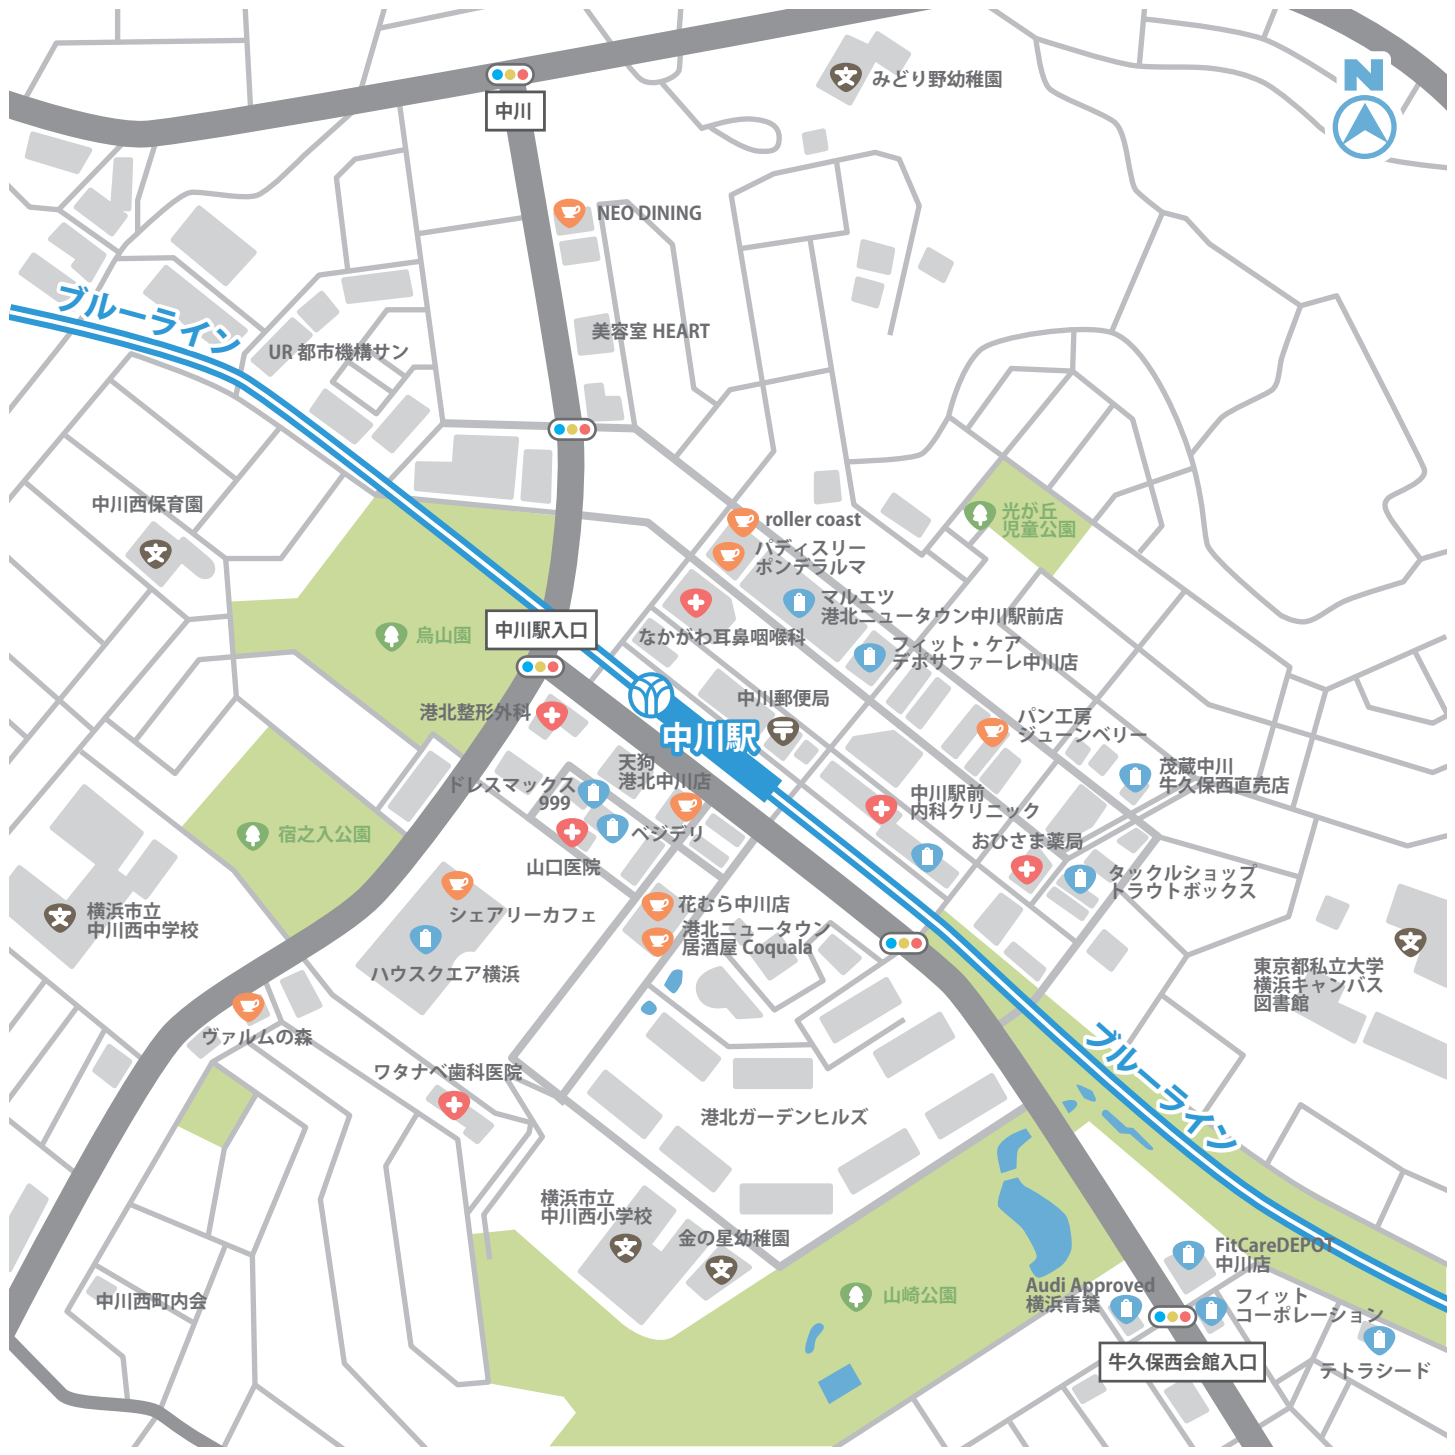 みどり野幼稚園
N
中川
NEO DINING
ブルーライン
美容室 HEART
UR 都市機構サン
中川西保育園
roller coast
光が丘
児童公園
パディスリー
ポンデラルマ
マルエツ
港北ニュータウン中川駅前店
なかがわ耳鼻咽喉科
フィット・ケア
デポサファーレ中川店
中川駅入口
烏山園
中川郵便局
港北整形外科
中川駅
パン工房
ジューンベリー
天狗
港北中川店
茂蔵中川
牛久保西直売店
ドレスマックス
999
中川駅前
内科クリニック
宿之入公園
ベジデリ
おひさま薬局
山口医院
タックルショップ
トラウトボックス
横浜市立
中川西中学校
シェアリーカフェ
花むら中川店
港北ニュータウン
居酒屋 Coquala
ハウスクエア横浜
東京都私立大学
横浜キャンパス
図書館
ヴァルムの森
ブルーライン
ワタナベ歯科医院
港北ガーデンヒルズ
横浜市立
中川西小学校
金の星幼稚園
FitCareDEPOT
中川店
山崎公園
Audi Approved
横浜青葉
フィット
コーポレーション
中川西町内会
牛久保西会館入口
テトラシード